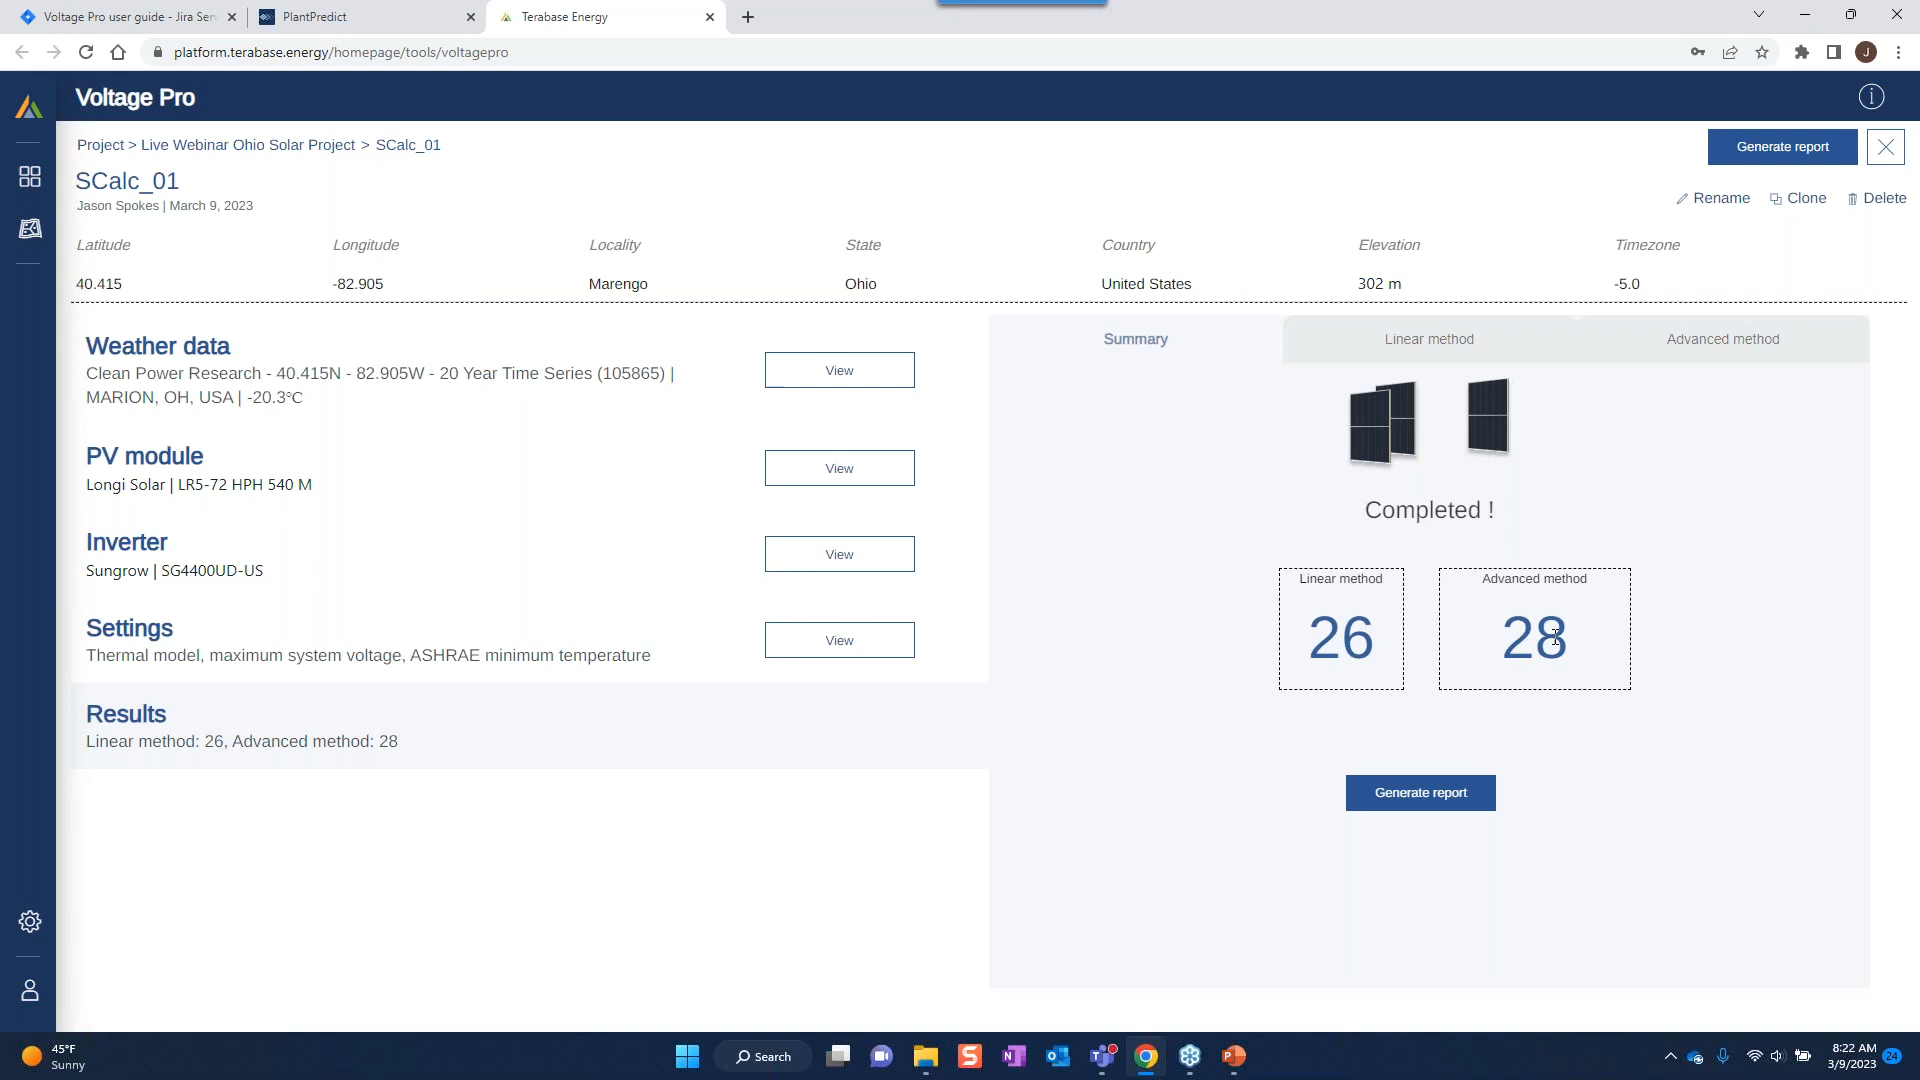 Voltage Pro user guide - Jira Ser
PlantPredict
Terabase Energy
platform.terabase.energy/homepage/tools/voltagepro
J
Voltage Pro
Project > Live Webinar Ohio Solar Project > SCalc_01
Generate report
SCalc_01
Jason Spokes | March 9, 2023
Rename
Clone
Delete
Latitude
Longitude
Locality
State
Country
Elevation
Timezone
40.415
-82.905
Marengo
Ohio
United States
302 m
-5.0
Weather data
Clean Power Research - 40.415N - 82.905W - 20 Year Time Series (105865) |
MARION, OH, USA | -20.3°C
View
PV module
Longi Solar | LR5-72 HPH 540 M
View
Inverter
Sungrow | SG4400UD-US
View
Settings
Thermal model, maximum system voltage, ASHRAE minimum temperature
View
Results
Linear method: 26, Advanced method: 28
Summary
Linear method
Advanced method
Completed !
Linear method
Advanced method
26
28
Generate report
45°F
Sunny
Search
8:22 AM
3/9/2023
24